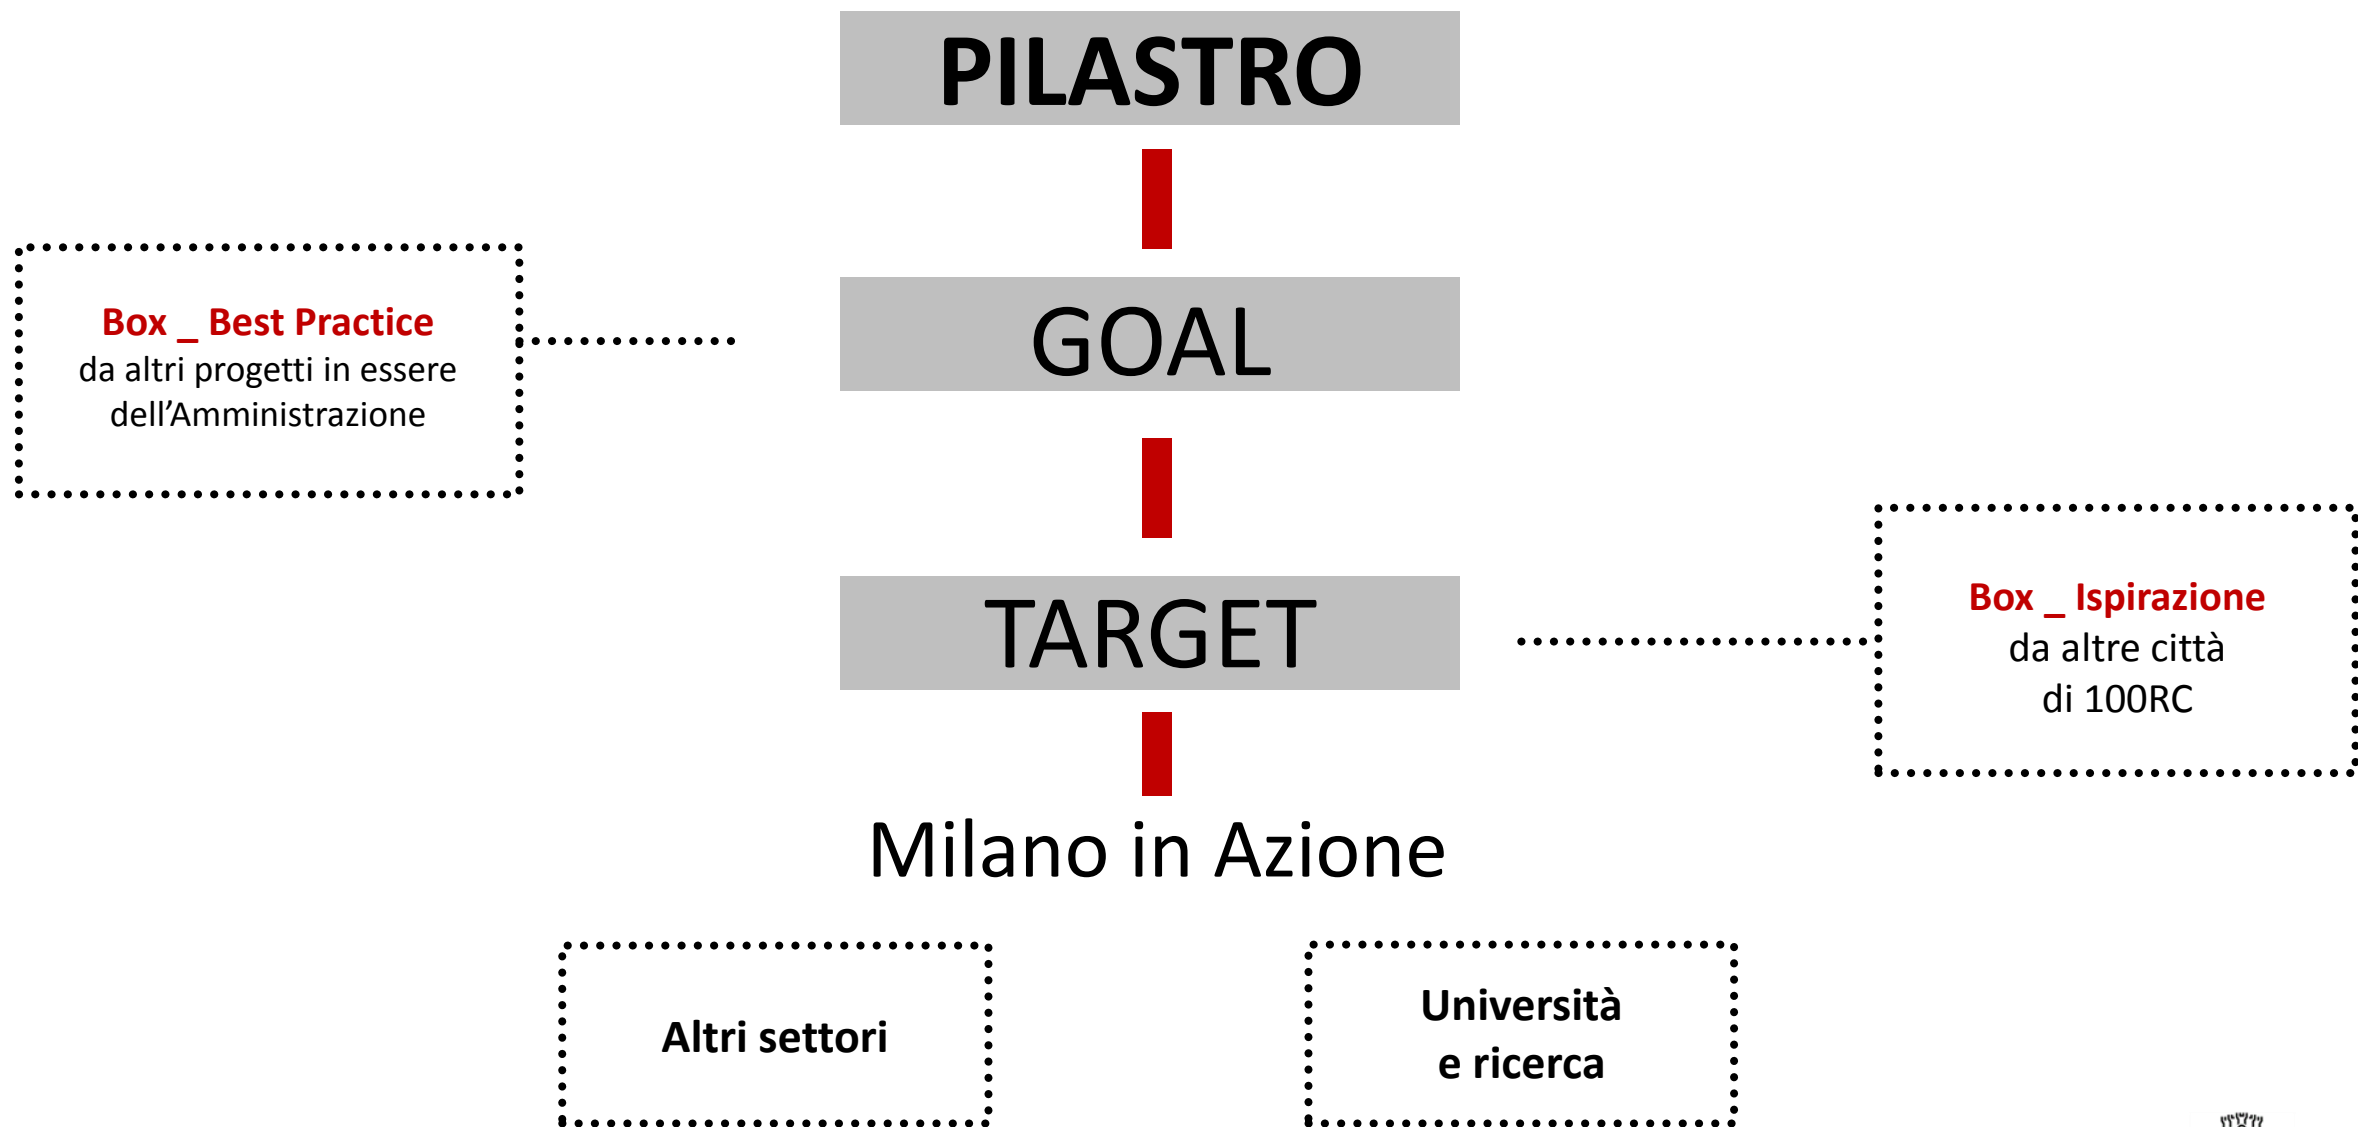 PILASTRO
Box _ Best Practice
da altri progetti in essere
dell’Amministrazione
GOAL
TARGET
Box _ Ispirazione
da altre città
di 100RC
Milano in Azione
Altri settori
Università
e ricerca